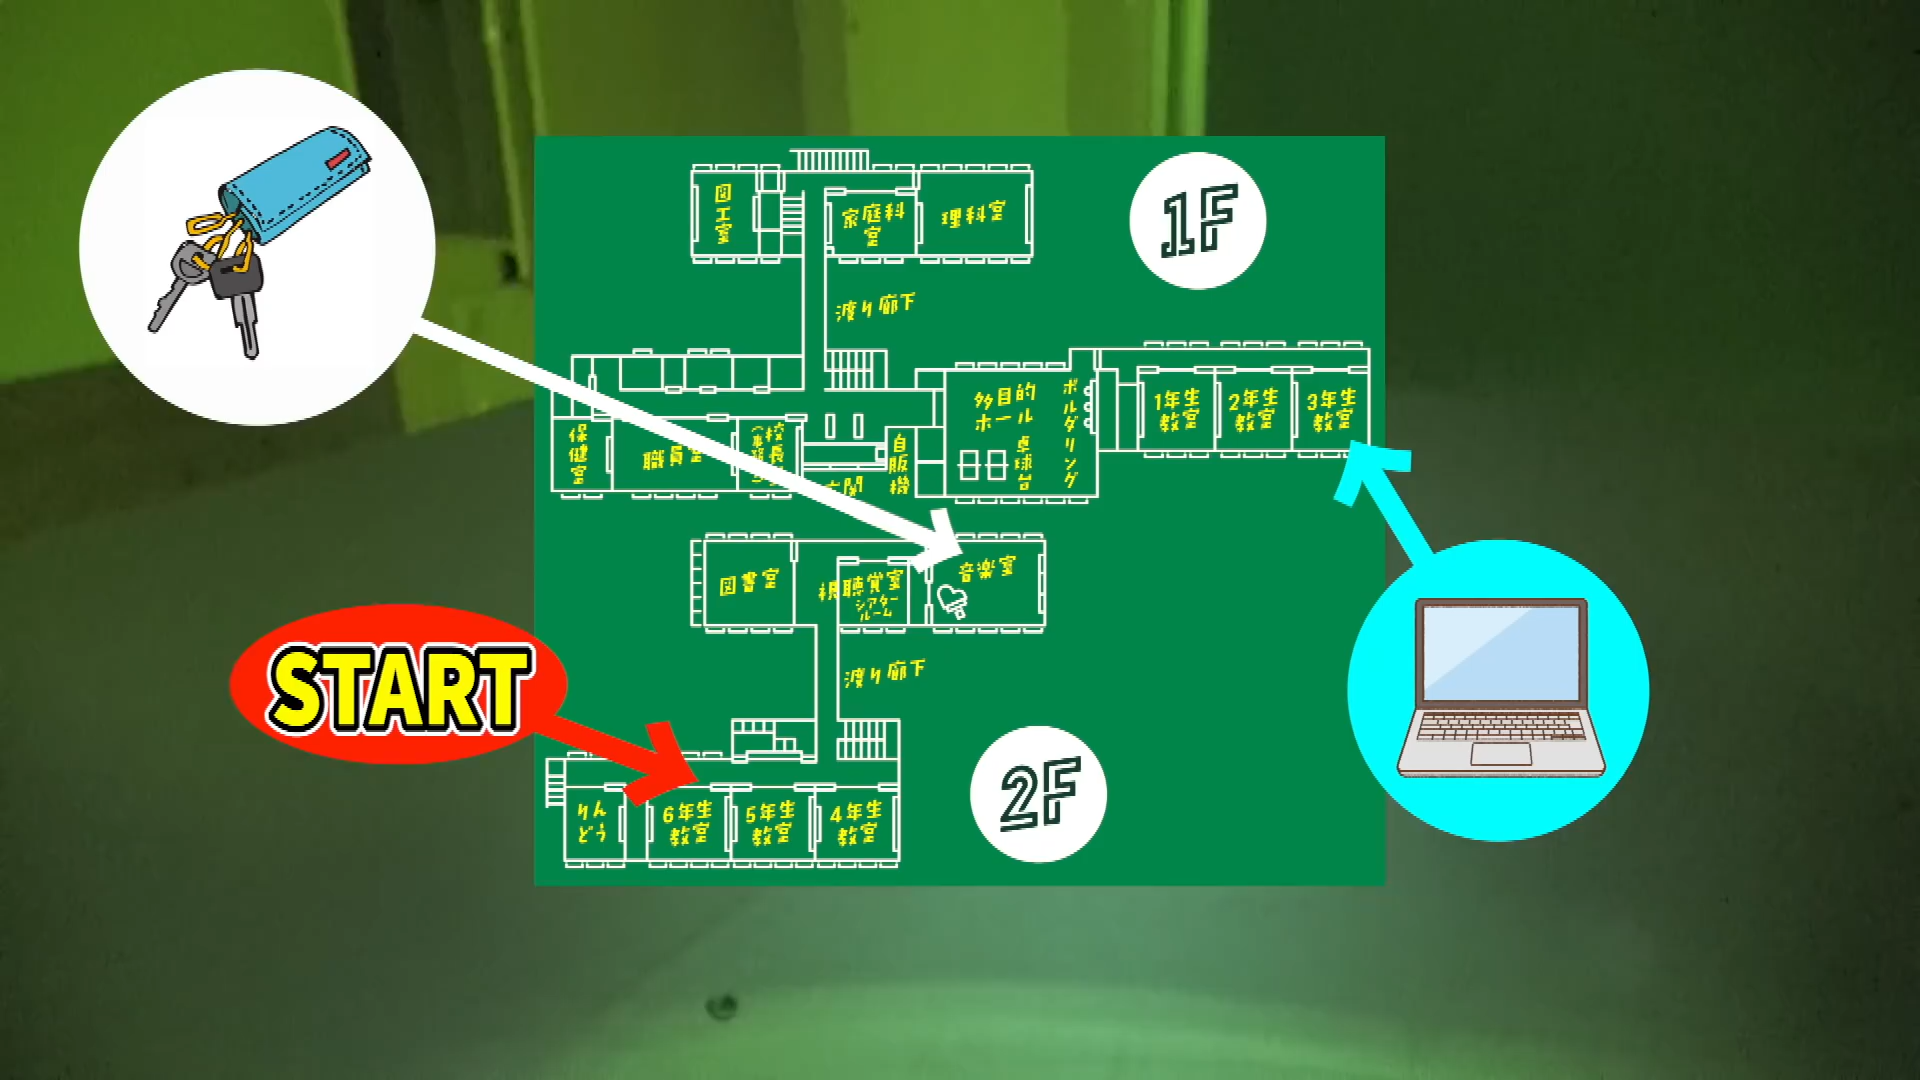 1F
図工室
家庭科
室
理科室
渡り廊下
多目的
ホール
卓球台
ボルダリング
1年生
教室
2年生
教室
3年生
教室
保健室
職員室
自販機
2F
図書室
視聴覚室
シアター
ルーム
音楽室
渡り廊下
START
りん
どう
6年生
教室
5年生
教室
4年生
教室